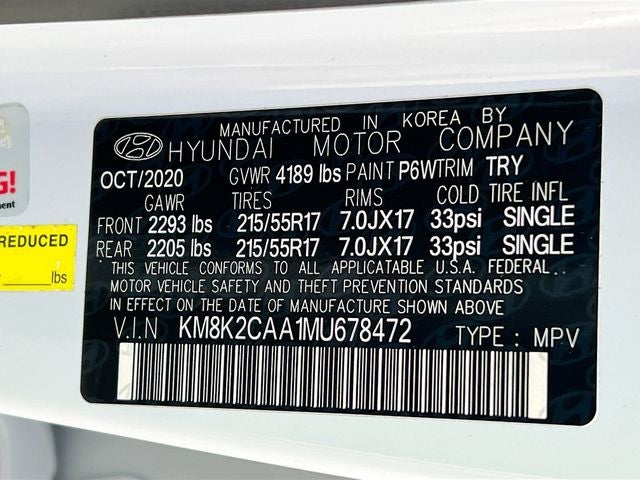 MANUFACTURED IN KOREA BY
HYUNDAI MOTOR COMPANY
OCT/2020 GVWR 4189 lbs PAINT P6W TRIM TRY
GAWR TIRES RIMS COLD TIRE INFL
FRONT 2293 lbs 215/55R17 7.0JX17 33psi SINGLE
REAR 2205 lbs 215/55R17 7.0JX17 33psi SINGLE
THIS VEHICLE CONFORMS TO ALL APPLICATABLE U.S.A. FEDERAL
MOTOR VEHICLE SAFETY AND THEFT PREVENTION STANDARDS
IN EFFECT ON THE DATE OF MANUFACTURE SHOWN ABOVE
V.I.N KM8K2CAA1MU678472 TYPE : MPV
G!
REDUCED
lbs